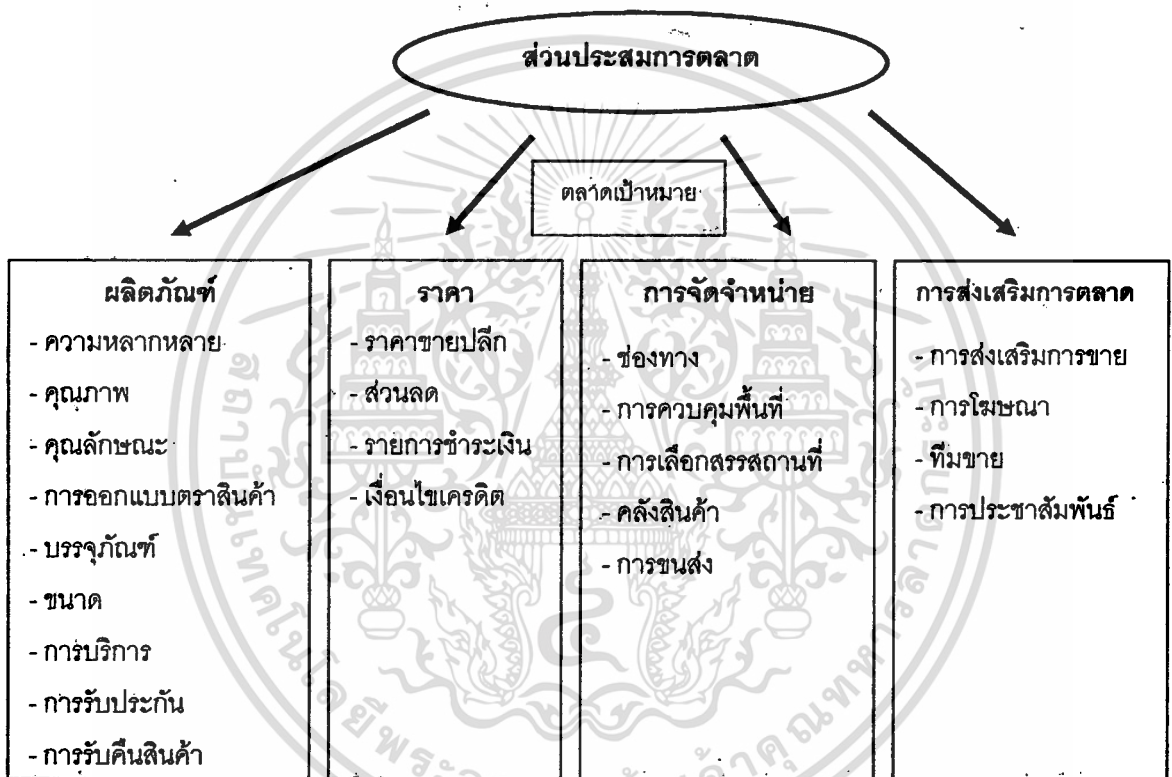 ส่วนประสมการตลาด
ตลาดเป้าหมาย
ผลิตภัณฑ์
- ความหลากหลาย
- คุณภาพ
- คุณลักษณะ
- การออกแบบตราสินค้า
- บรรจุภัณฑ์
- ขนาด
- การบริการ
- การรับประกัน
- การรับคืนสินค้า
ราคา
- ราคาขายปลีก
- ส่วนลด
- รายการชำระเงิน
- เงื่อนไขเครดิต
การจัดจำหน่าย
- ช่องทาง
- การควบคุมพื้นที่
- การเลือกสรรสถานที่
- คลังสินค้า
- การขนส่ง
การส่งเสริมการตลาด
- การส่งเสริมการขาย
- การโฆษณา
- ทีมขาย
- การประชาสัมพันธ์